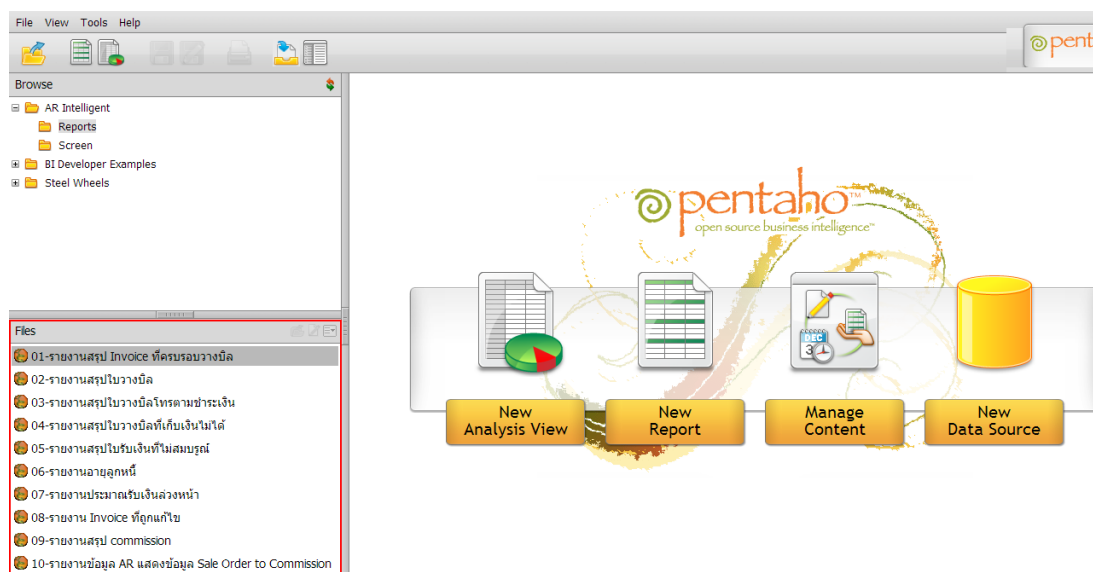 File View Tools Help
pent
Browse
AR Intelligent
Reports
Screen
BI Developer Examples
Steel Wheels
pentaho™
open source business intelligence™
DEC
3
New
Analysis View
New
Report
Manage
Content
New
Data Source
Files
01-รายงานสรุป Invoice ที่ครบรอบวางบิล
02-รายงานสรุปใบวางบิล
03-รายงานสรุปใบวางบิลโทรตามชำระเงิน
04-รายงานสรุปใบวางบิลที่เก็บเงินไม่ได้
05-รายงานสรุปใบรับเงินที่ไม่สมบรูณ์
06-รายงานอายุลูกหนี้
07-รายงานประมาณรับเงินล่วงหน้า
08-รายงาน Invoice ที่ถูกแก้ไข
09-รายงานสรุป commission
10-รายงานข้อมูล AR แสดงข้อมูล Sale Order to Commission